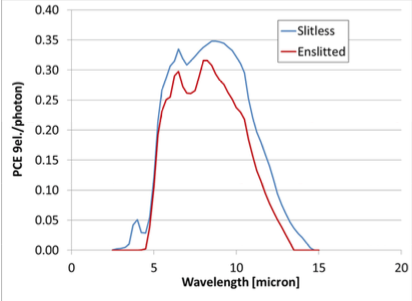 0.40
0.35
0.30
0.25
0.20
0.15
0.10
0.05
0.00
PCE 9el./photon)
Slitless
Enslitted
0 5 10 15 20
Wavelength [micron]